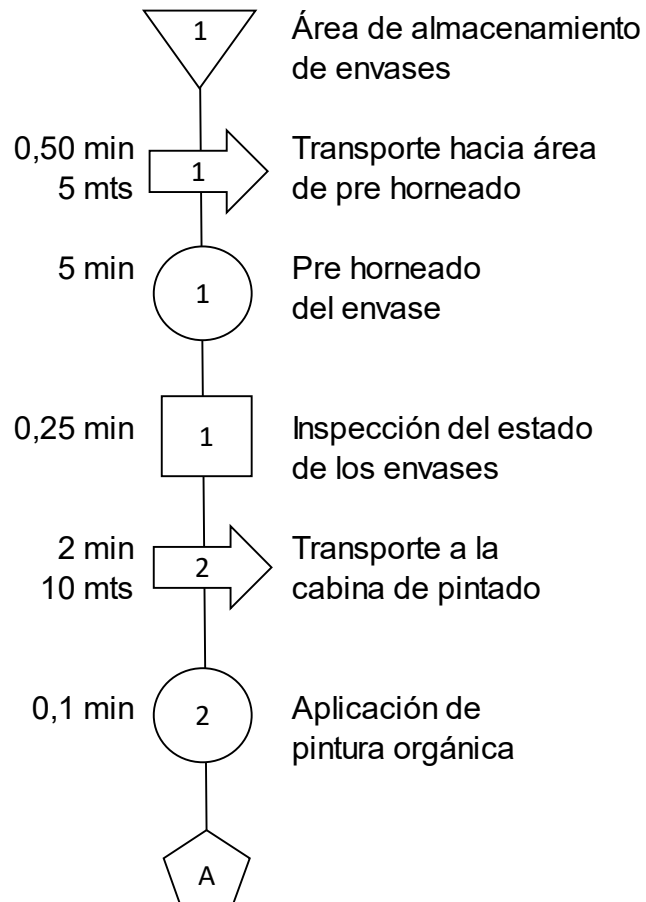 1
Área de almacenamiento
de envases
0,50 min
5 mts
1
Transporte hacia área
de pre horneado
5 min
1
Pre horneado
del envase
0,25 min
1
Inspección del estado
de los envases
2 min
10 mts
2
Transporte a la
cabina de pintado
0,1 min
2
Aplicación de
pintura orgánica
A